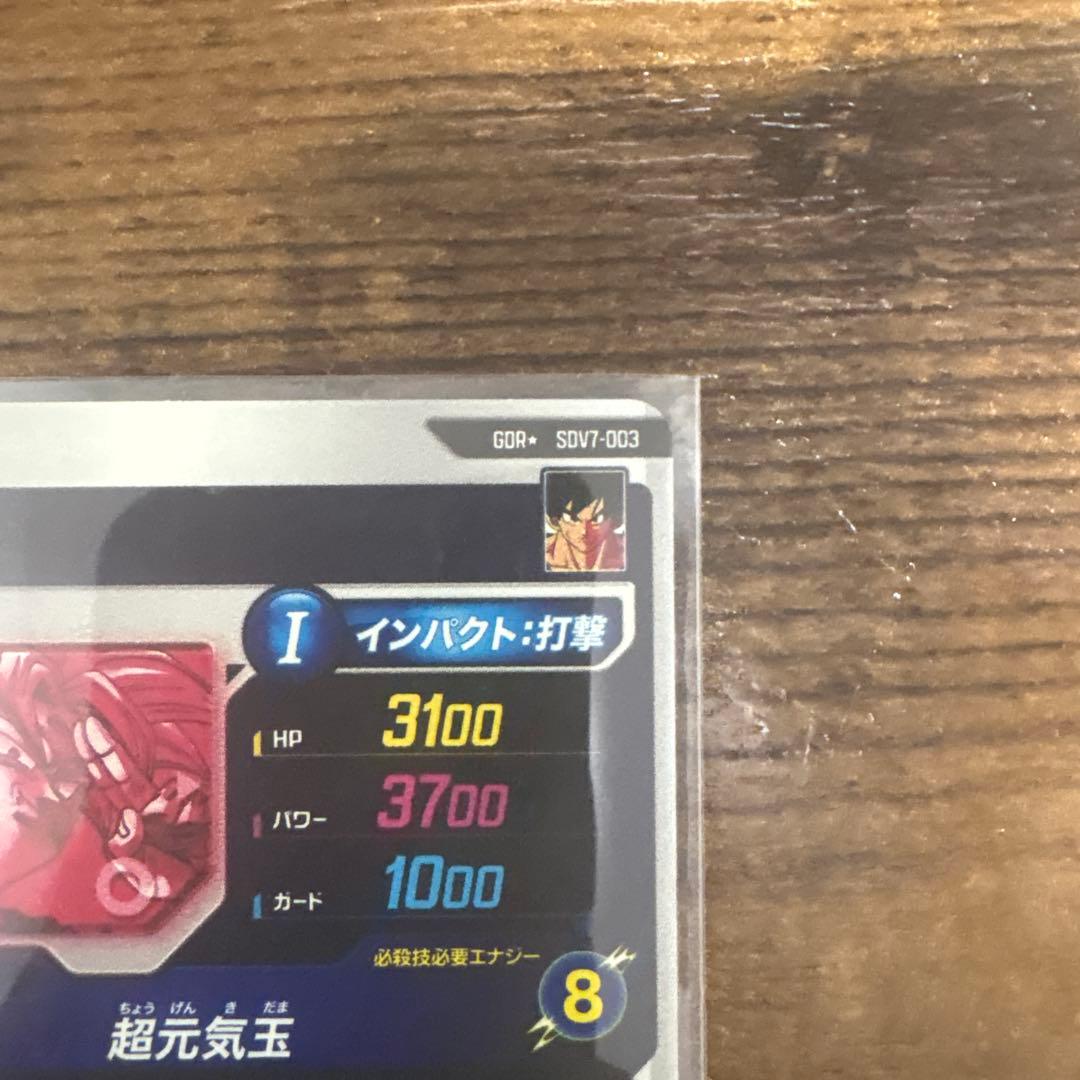 GDR★ SDV7-003
I インパクト:打撃
HP 3100
パワー 3700
ガード 1000
必殺技必要エナジー
8
ちょう げん き だま
超元気玉